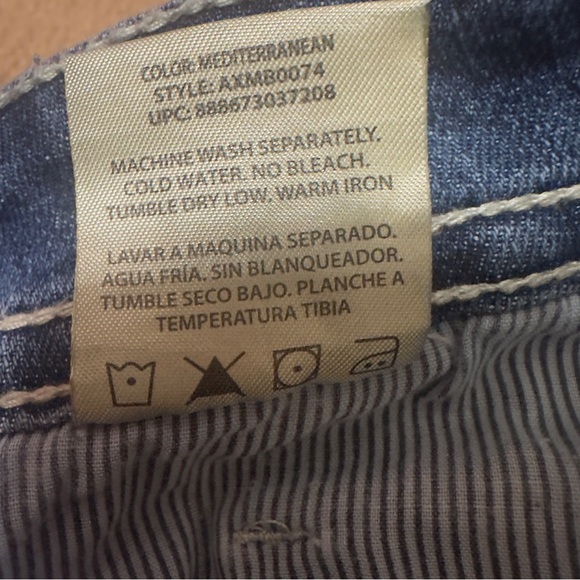 COLOR: MEDITERRANEAN
STYLE: AXMB0074
UPC: 888673037208
MACHINE WASH SEPARATELY.
COLD WATER. NO BLEACH.
TUMBLE DRY LOW. WARM IRON
LAVAR A MAQUINA SEPARADO.
AGUA FRÍA. SIN BLANQUEADOR.
TUMBLE SECO BAJO. PLANCHE A
TEMPERATURA TIBIA